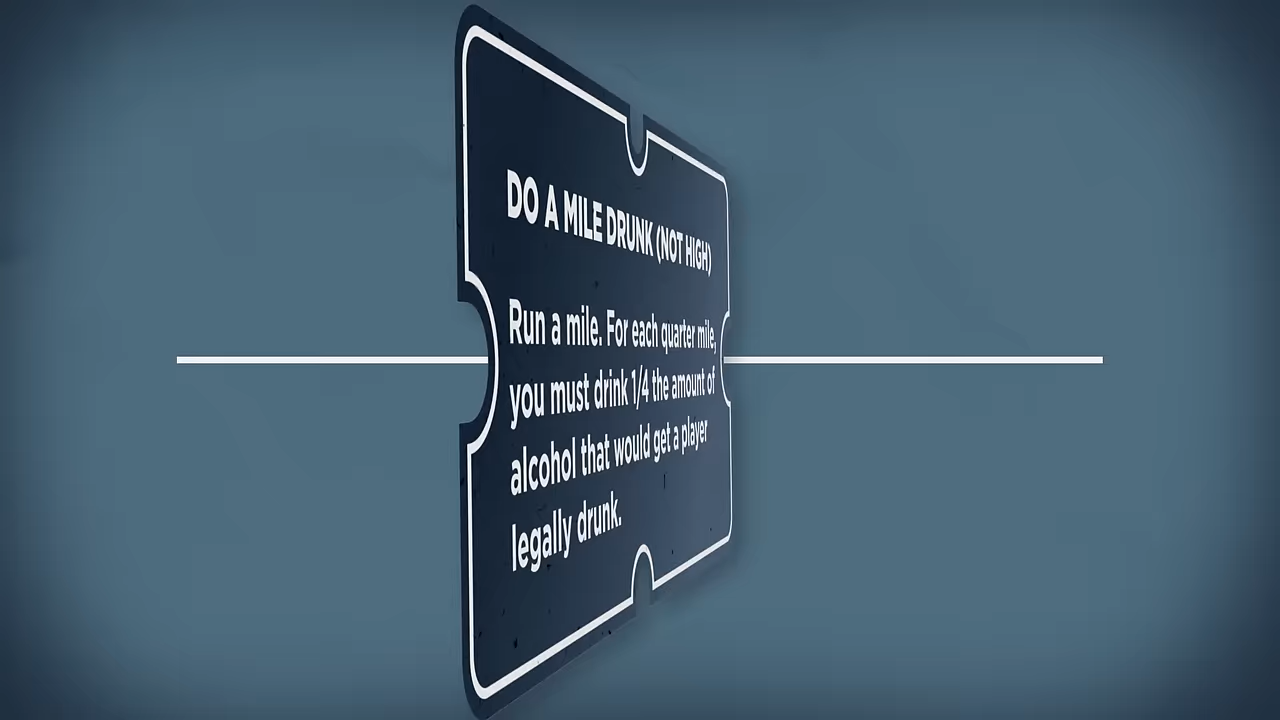 DO A MILE DRUNK (NOT HIGH)
Run a mile. For each quarter mile,
you must drink 1/4 the amount of
alcohol that would get a player
legally drunk.